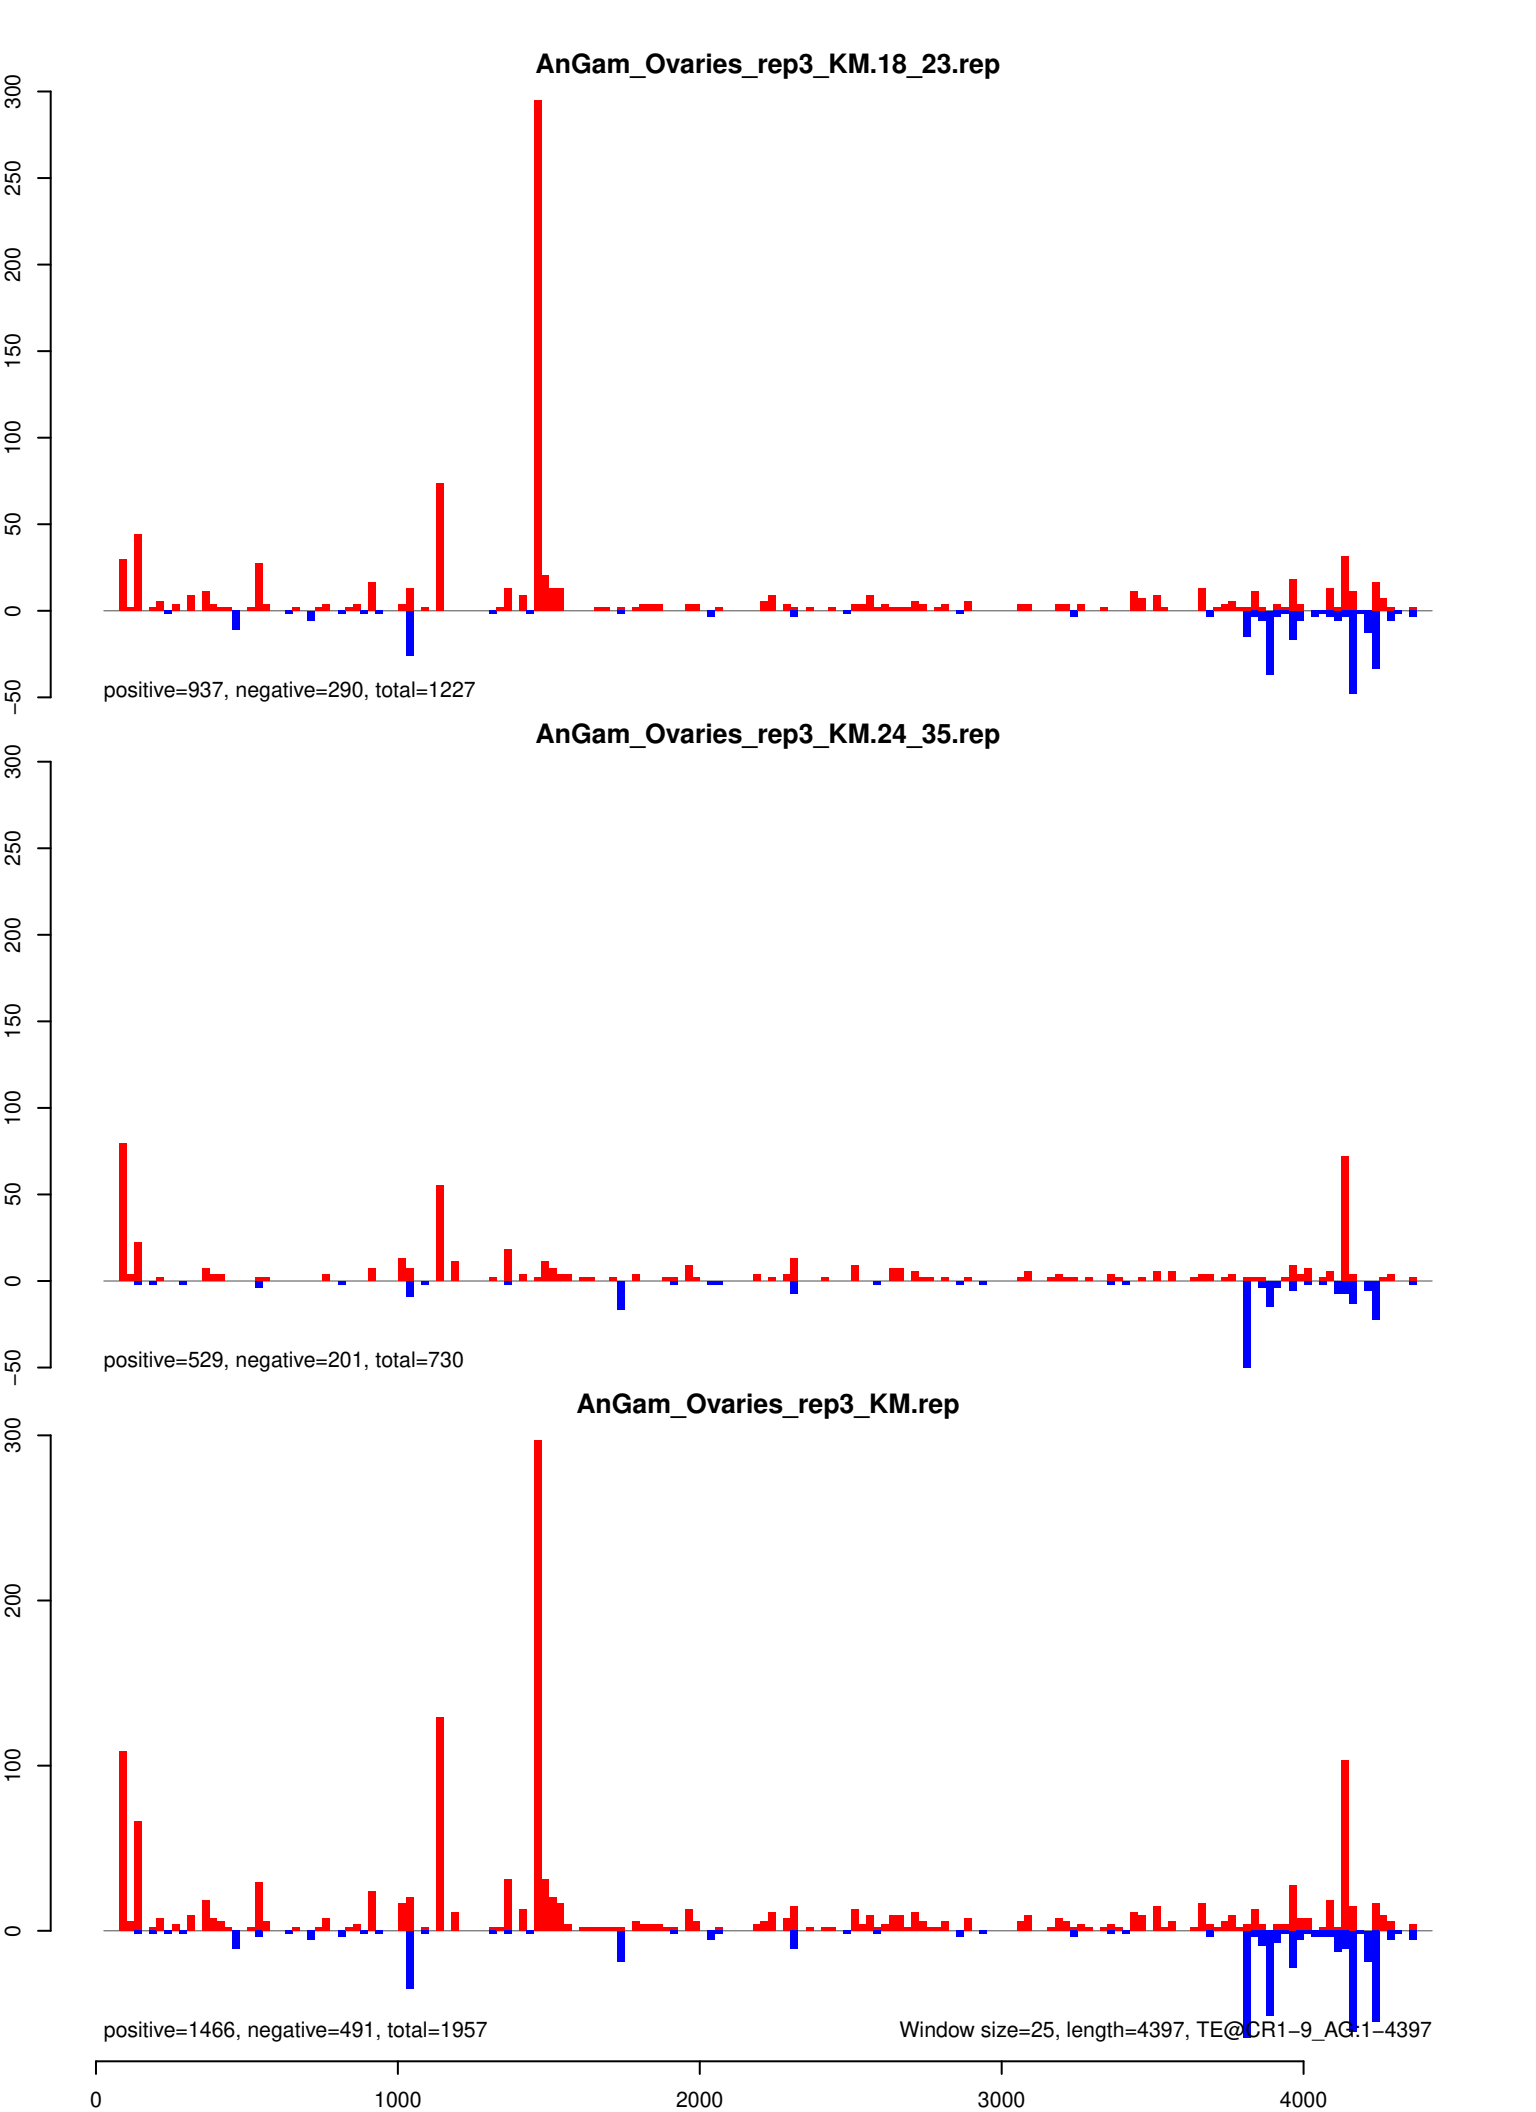 AnGam_Ovaries_rep3_KM.18_23.rep
300
250
200
150
100
50
0
−50
positive=937, negative=290, total=1227
AnGam_Ovaries_rep3_KM.24_35.rep
300
250
200
150
100
50
0
−50
positive=529, negative=201, total=730
AnGam_Ovaries_rep3_KM.rep
300
200
100
0
positive=1466, negative=491, total=1957
Window size=25, length=4397, TE@CR1−9_AG:1−4397
0 1000 2000 3000 4000